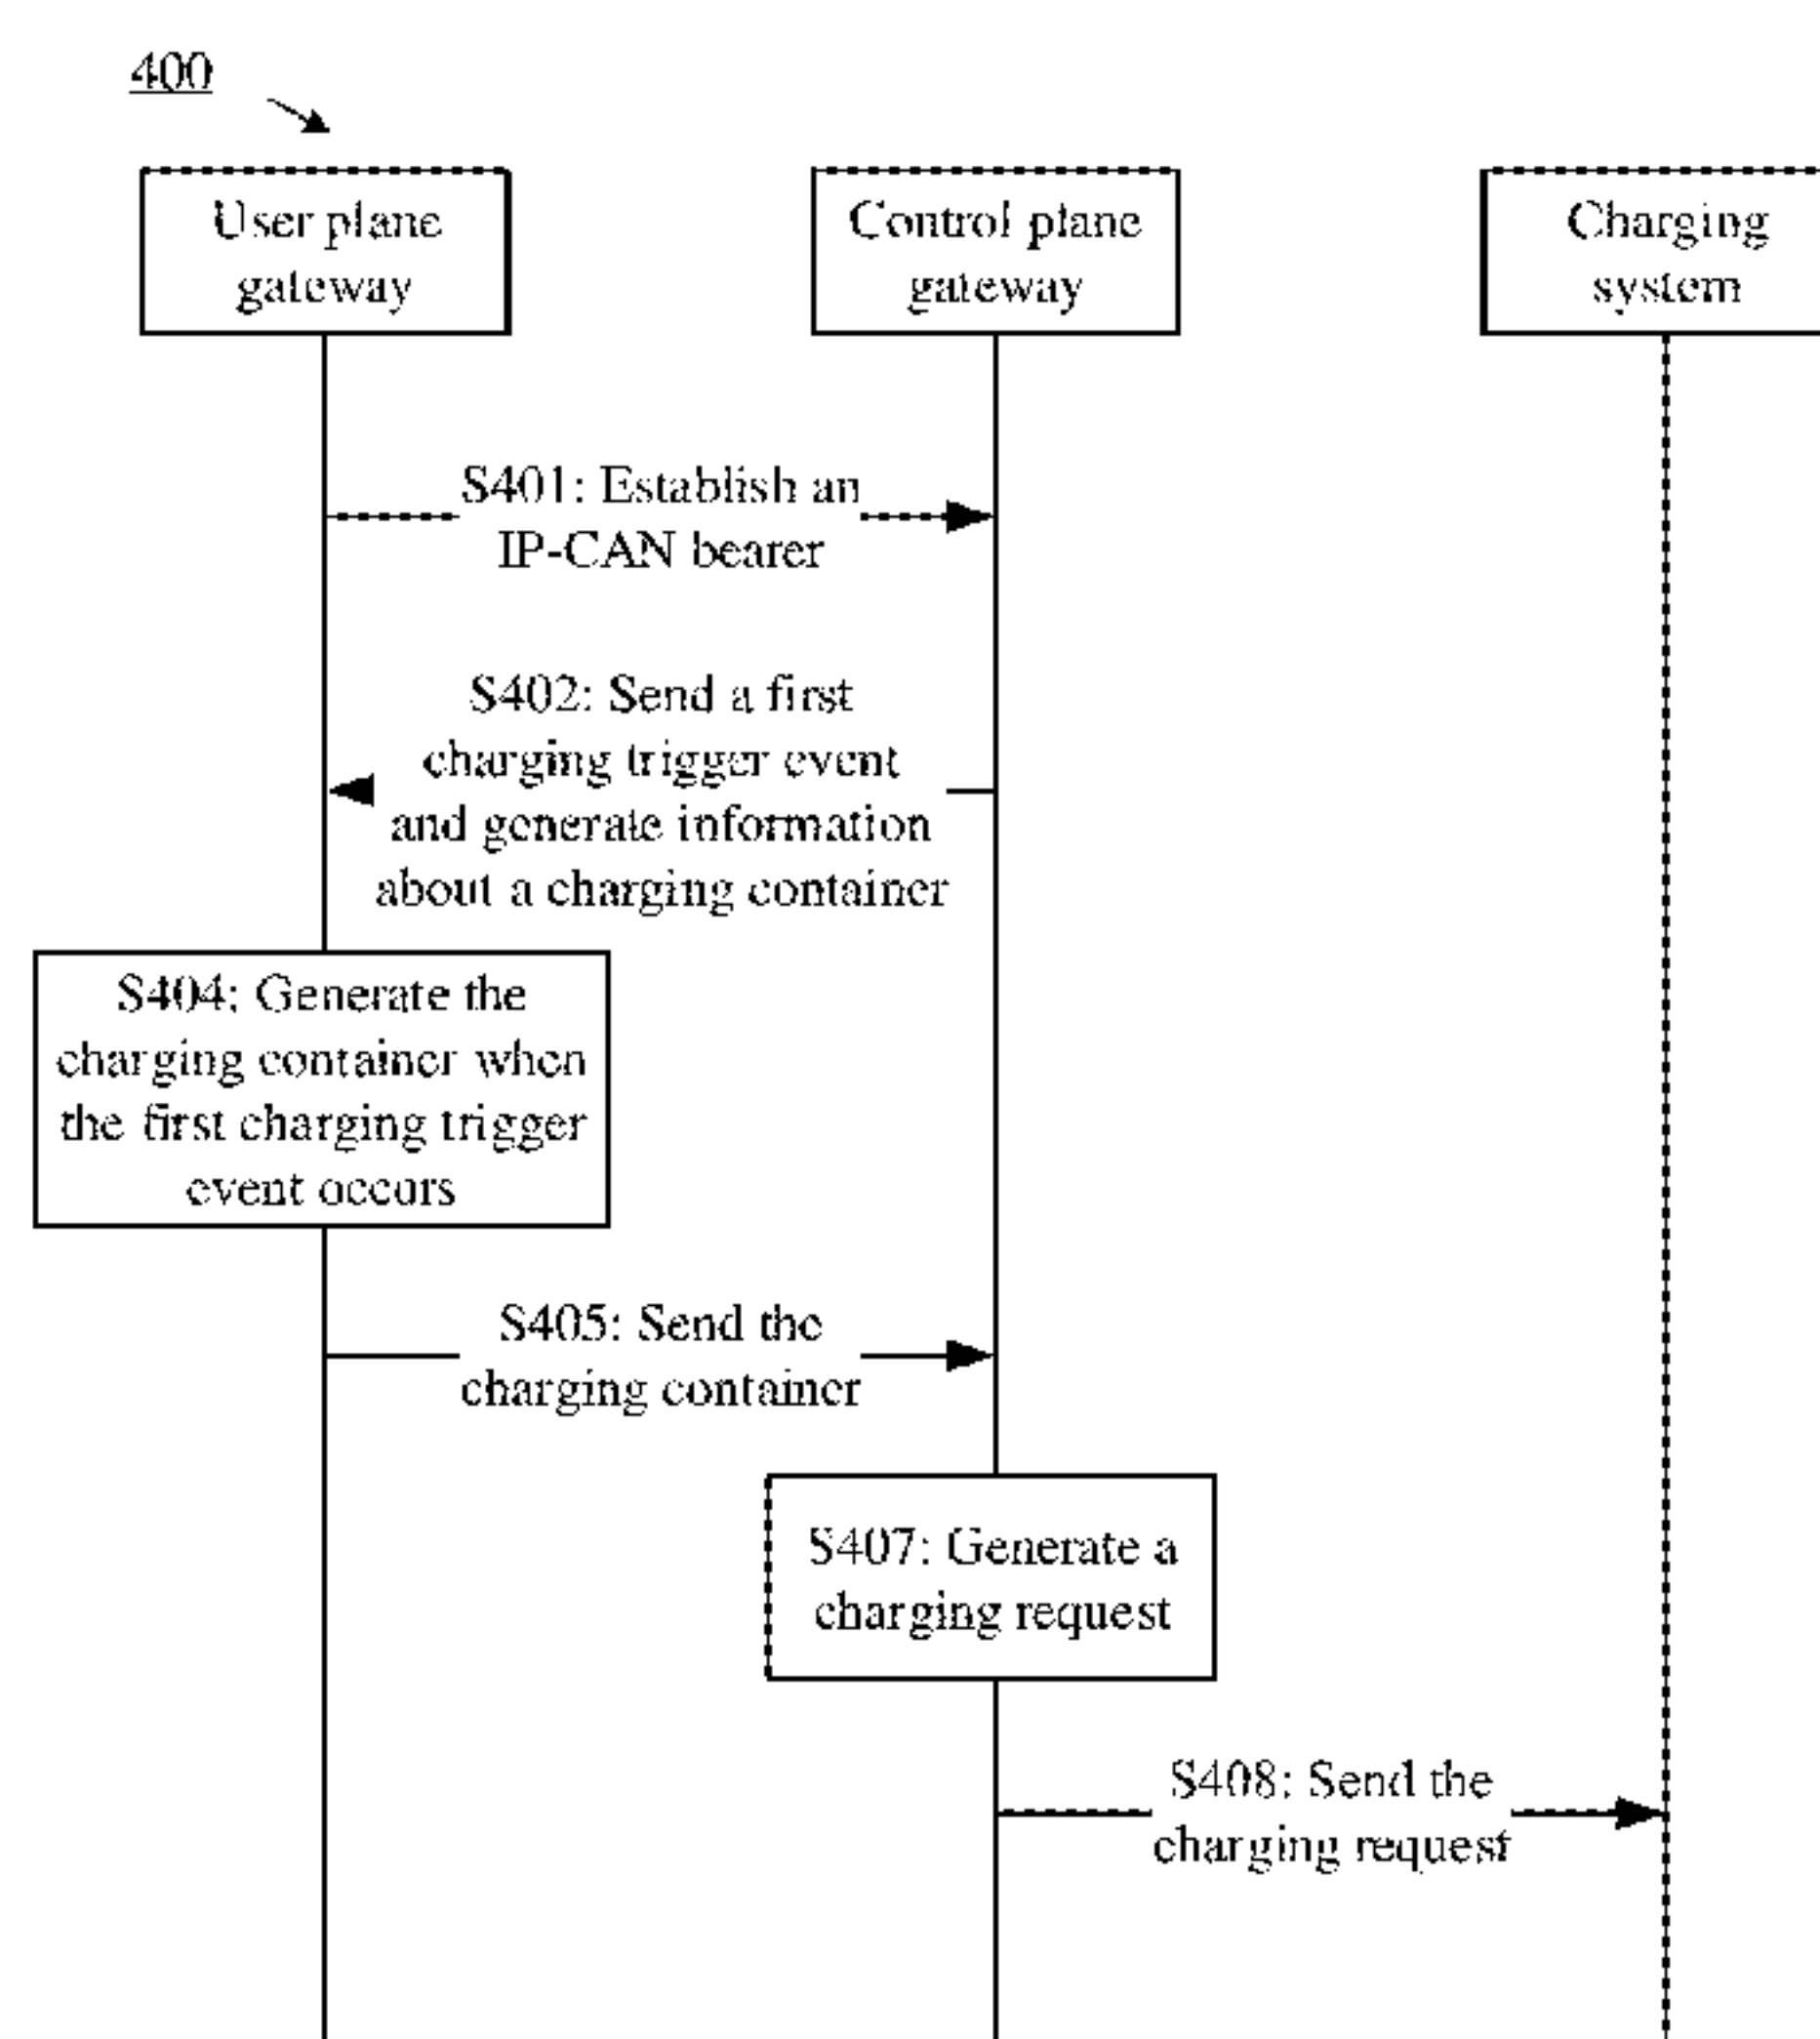 400
User plane
gateway
Control plane
gateway
Charging
system
S401: Establish an
IP-CAN bearer
S402: Send a first
charging trigger event
and generate information
about a charging container
S404: Generate the
charging container when
the first charging trigger
event occurs
S405: Send the
charging container
S407: Generate a
charging request
S408: Send the
charging request